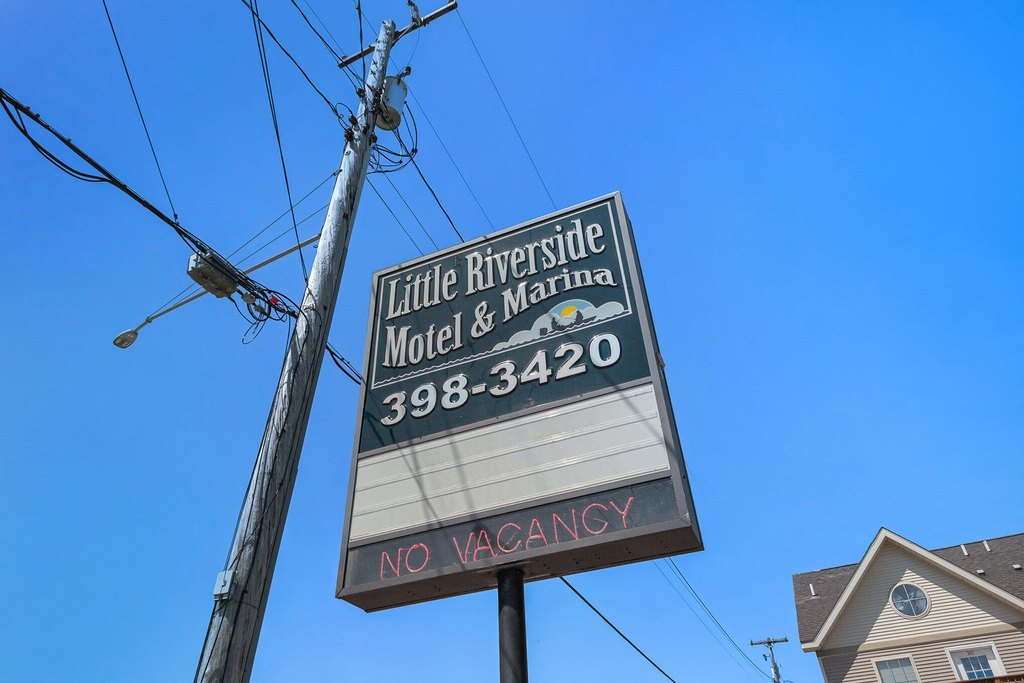 Little Riverside
Motel & Marina
398-3420
NO VACANCY